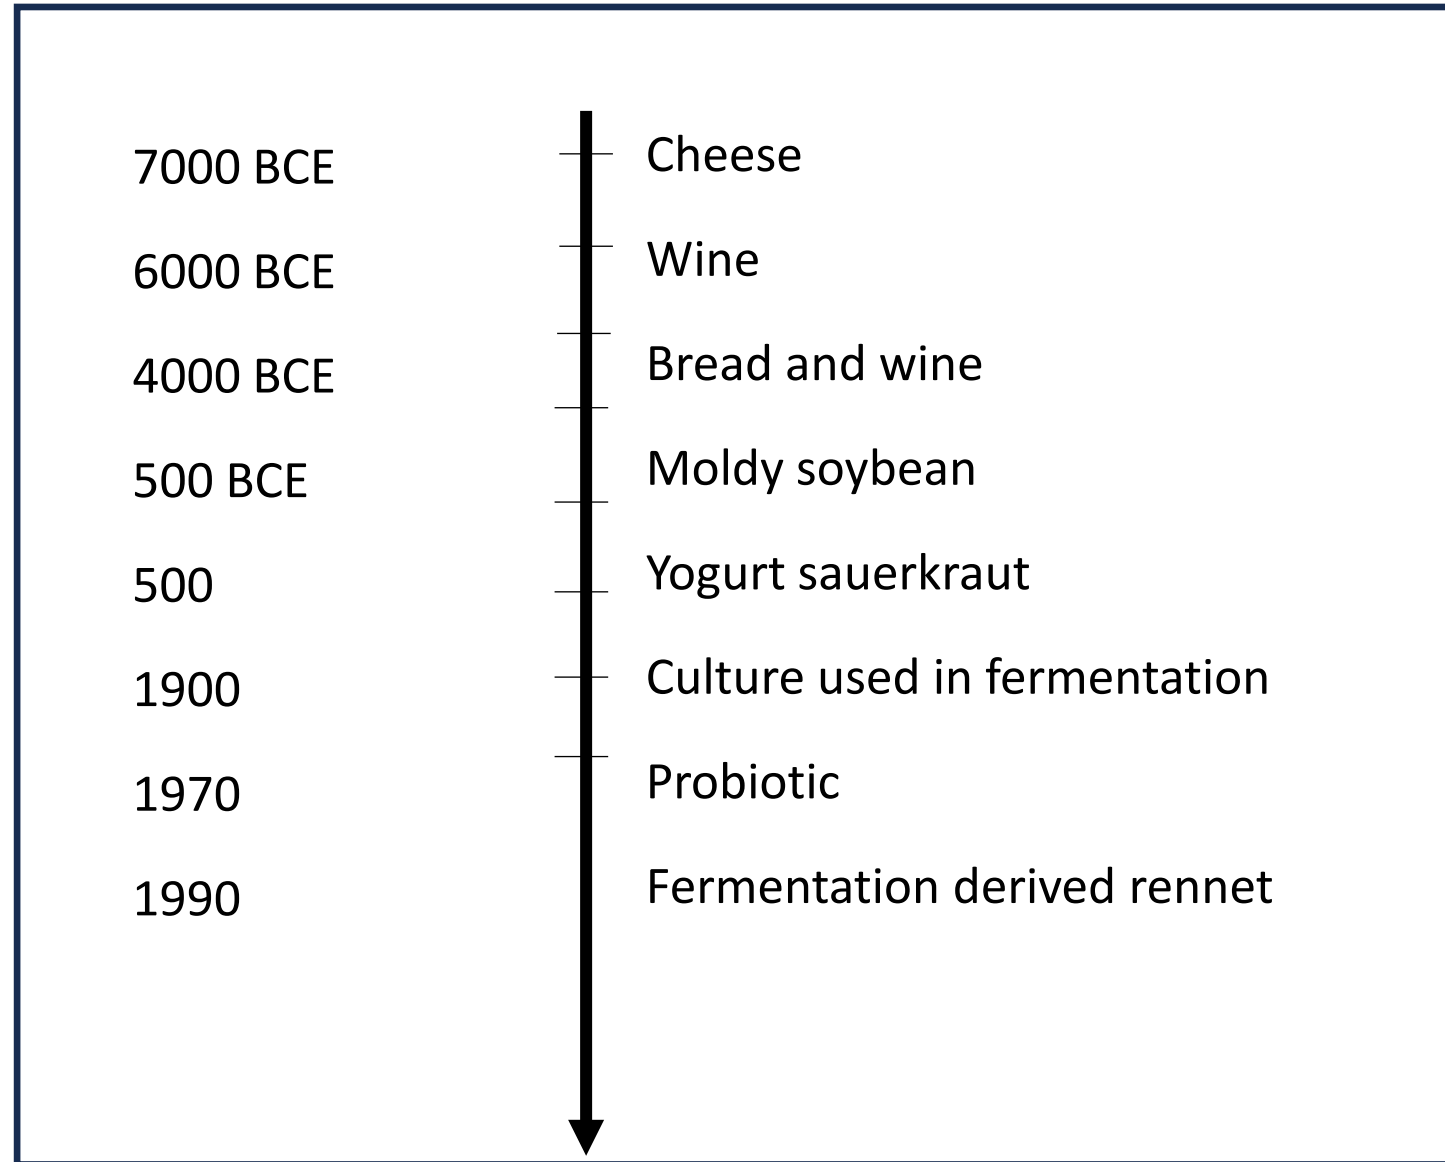 7000 BCE Cheese
6000 BCE Wine
4000 BCE Bread and wine
500 BCE Moldy soybean
500 Yogurt sauerkraut
1900 Culture used in fermentation
1970 Probiotic
1990 Fermentation derived rennet